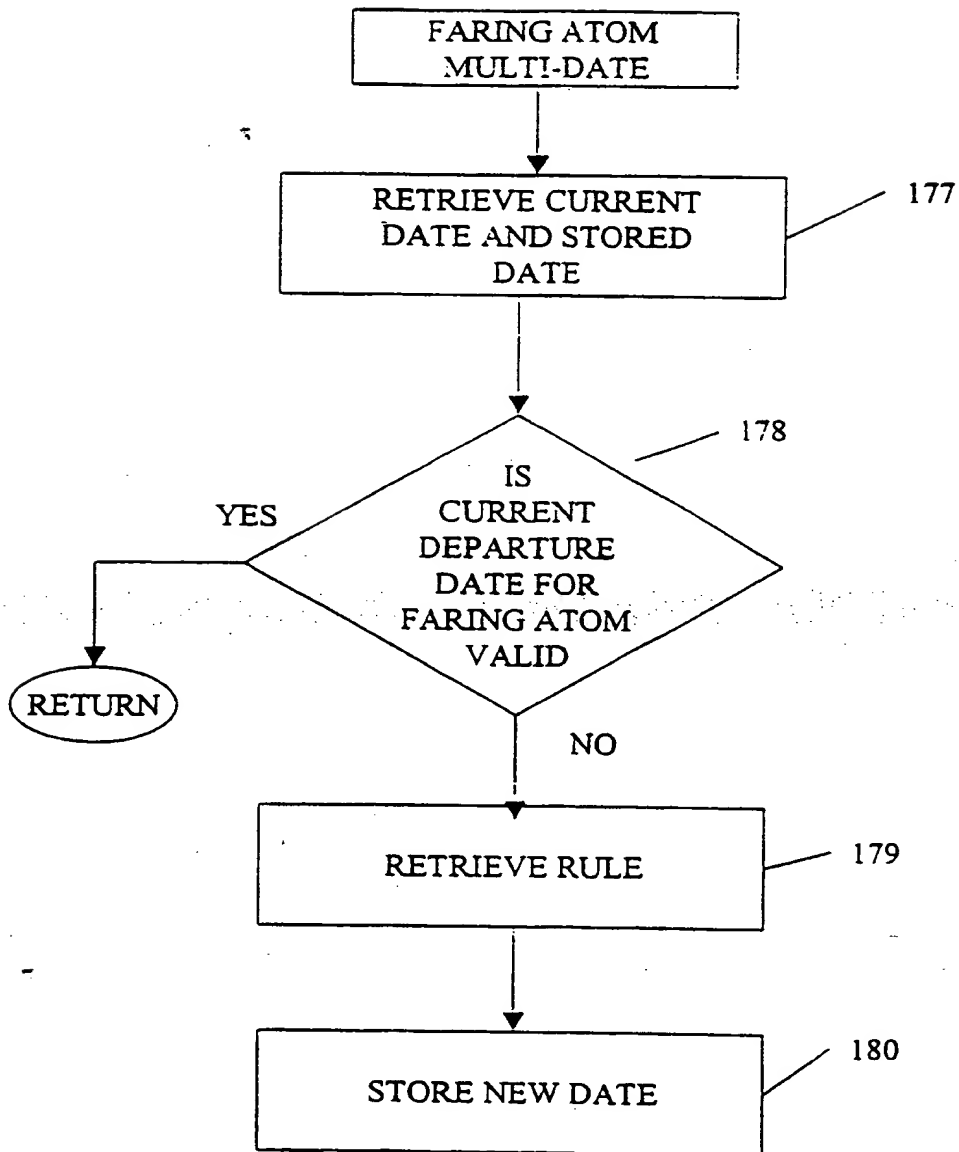 FARING ATOM
MULTI-DATE
RETRIEVE CURRENT
DATE AND STORED
DATE
177
178
IS
CURRENT
DEPARTURE
DATE FOR
FARING ATOM
VALID
YES
RETURN
NO
RETRIEVE RULE
179
STORE NEW DATE
180